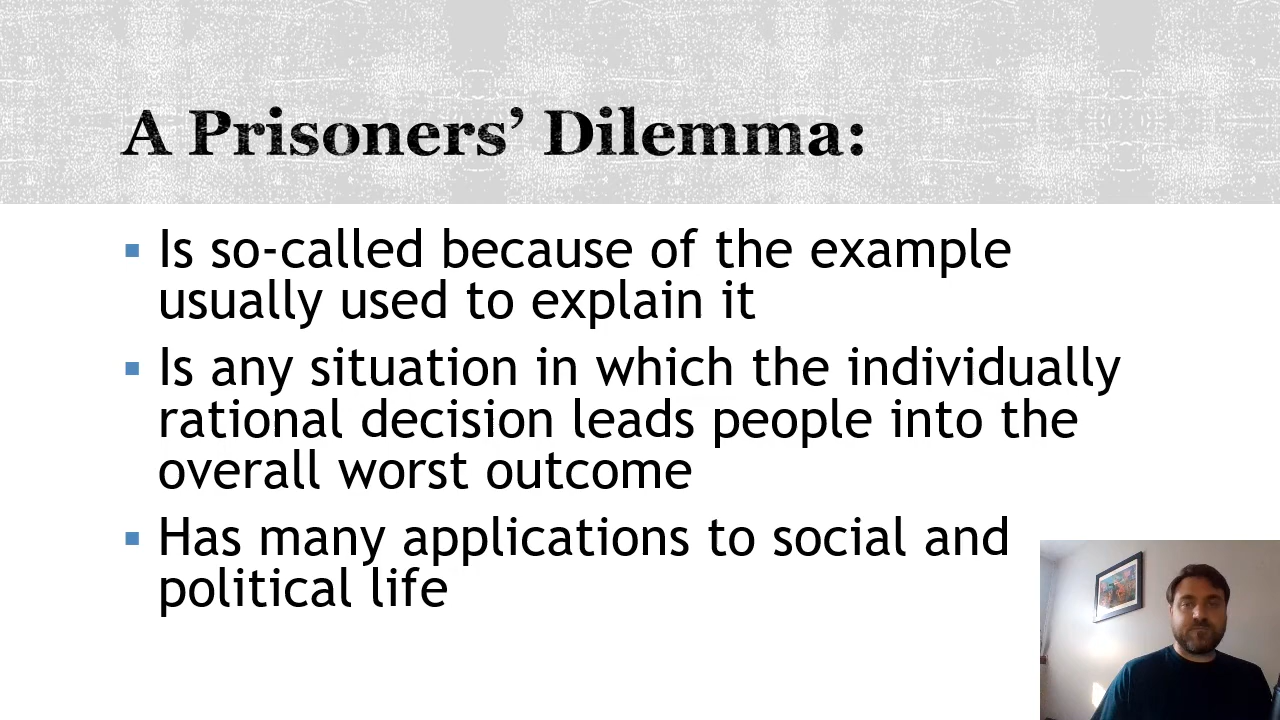 A Prisoners’ Dilemma:
Is so-called because of the example
usually used to explain it
Is any situation in which the individually
rational decision leads people into the
overall worst outcome
Has many applications to social and
political life